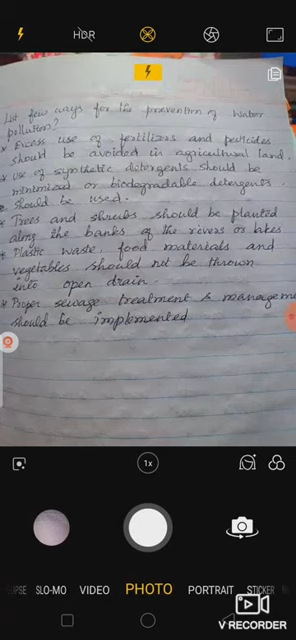 HDR
List few ways for the prevention of Water
pollution?
* Excess use of fertilizers and pesticides
should be avoided in agricultural land.
* Use of synthetic detergents should be
minimised or biodegradable detergents
should be used.
* Trees and shrubs should be planted
along the banks of the rivers or lakes
* Plastic waste, food materials and
vegetables should not be thrown
into open drain.
* Proper sewage treatment & manageme
should be implemented
1x
SLO-MO VIDEO PHOTO PORTRAIT STICKER
V RECORDER